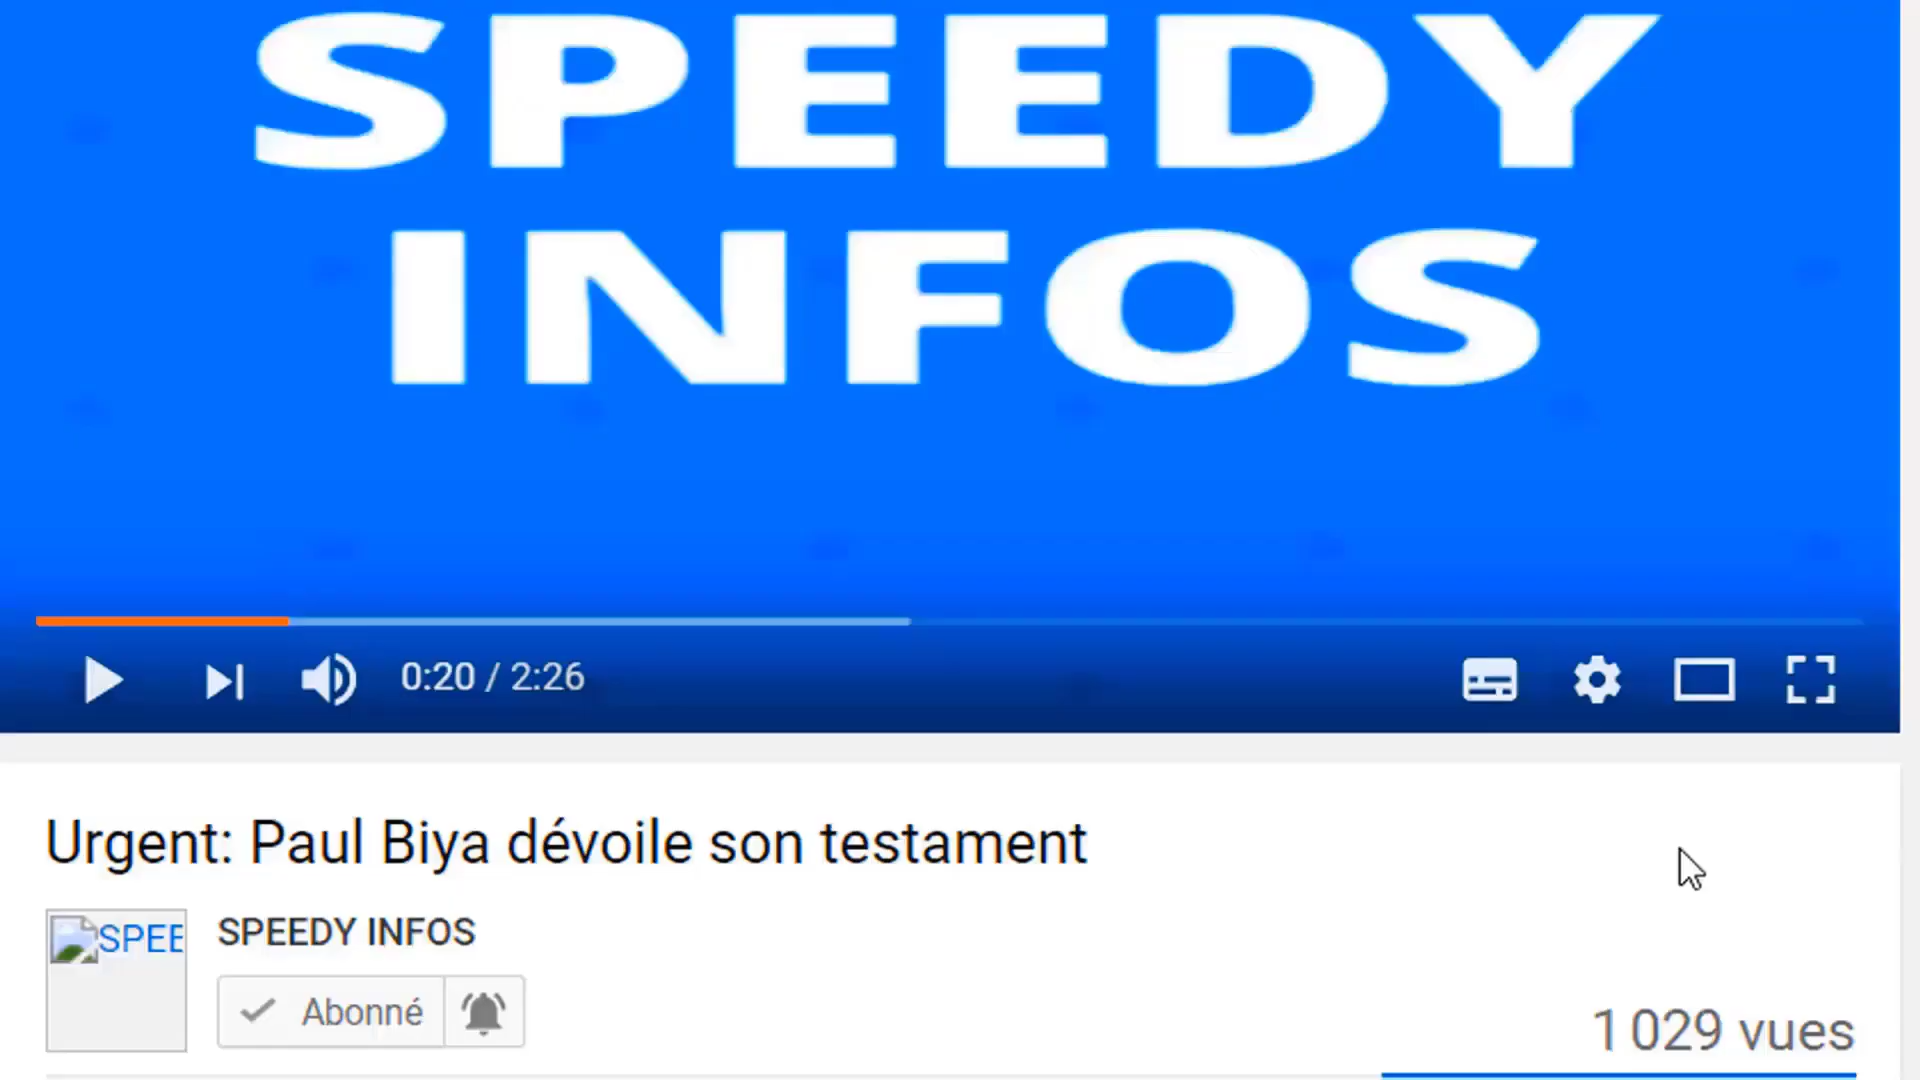 SPEEDY
INFOS
0:20 / 2:26
Urgent: Paul Biya dévoile son testament
SPEE
SPEEDY INFOS
Abonné
1 029 vues